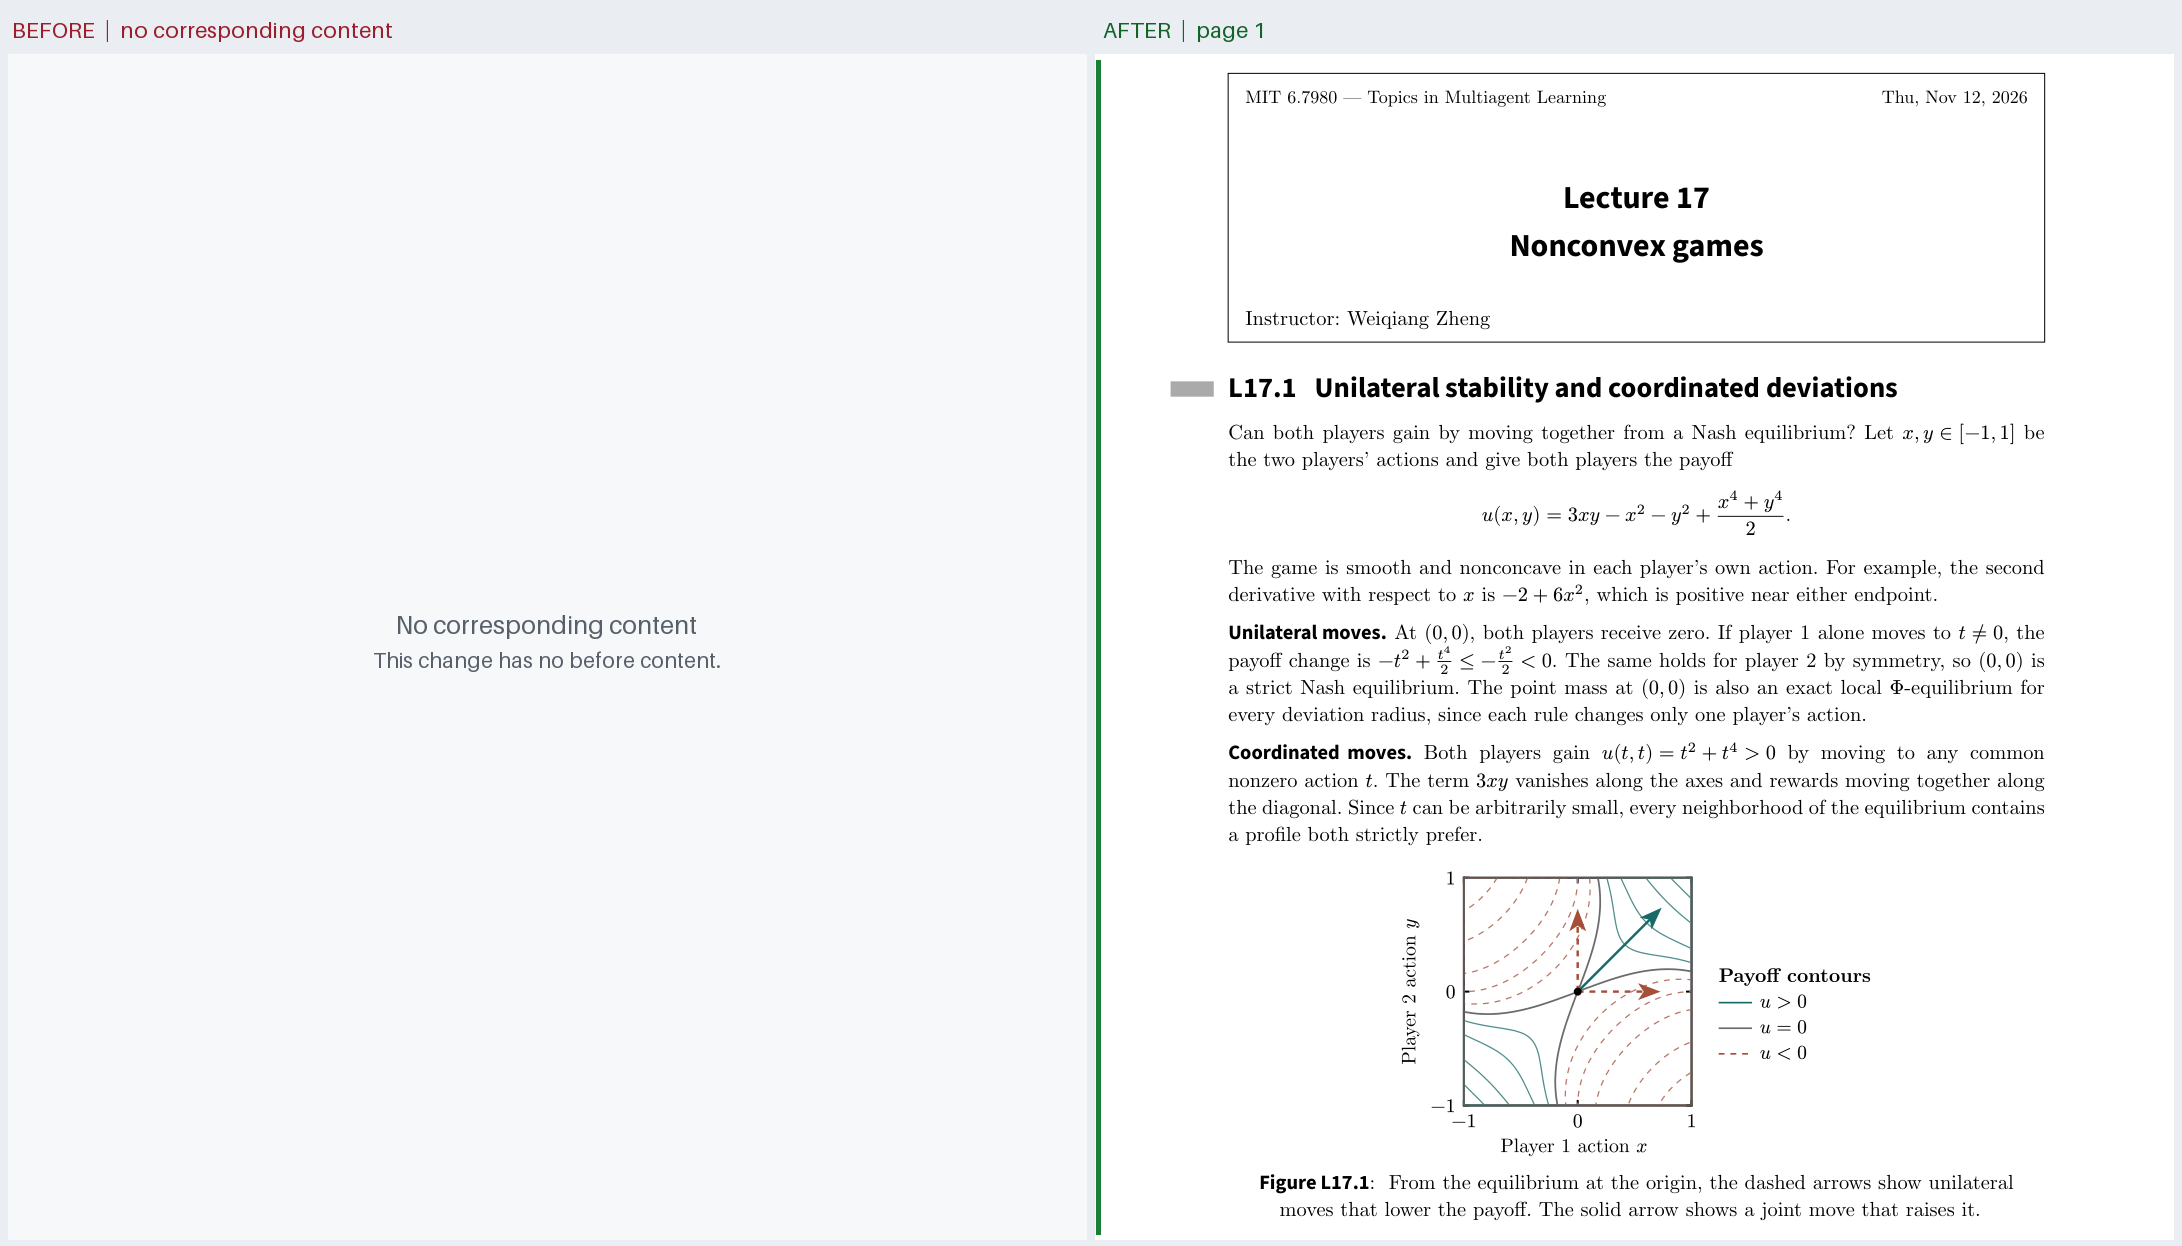 BEFORE | no corresponding content
No corresponding content
This change has no before content.
AFTER | page 1
MIT 6.7980 — Topics in Multiagent Learning
Thu, Nov 12, 2026
Lecture 17
Nonconvex games
Instructor: Weiqiang Zheng
L17.1 Unilateral stability and coordinated deviations
Can both players gain by moving together from a Nash equilibrium? Let x, y ∈ [−1, 1] be
the two players' actions and give both players the payoff
u(x, y) = 3xy − x² − y² + (x⁴ + y⁴)/2.
The game is smooth and nonconcave in each player's own action. For example, the second
derivative with respect to x is −2 + 6x², which is positive near either endpoint.
Unilateral moves. At (0, 0), both players receive zero. If player 1 alone moves to t ≠ 0, the
payoff change is −t² + t⁴/2 ≤ −t²/2 < 0. The same holds for player 2 by symmetry, so (0, 0) is
a strict Nash equilibrium. The point mass at (0, 0) is also an exact local Φ-equilibrium for
every deviation radius, since each rule changes only one player's action.
Coordinated moves. Both players gain u(t, t) = t² + t⁴ > 0 by moving to any common
nonzero action t. The term 3xy vanishes along the axes and rewards moving together along
the diagonal. Since t can be arbitrarily small, every neighborhood of the equilibrium contains
a profile both strictly prefer.
1
0
−1
Player 2 action y
−1 0 1
Player 1 action x
Payoff contours
u > 0
u = 0
u < 0
Figure L17.1: From the equilibrium at the origin, the dashed arrows show unilateral
moves that lower the payoff. The solid arrow shows a joint move that raises it.